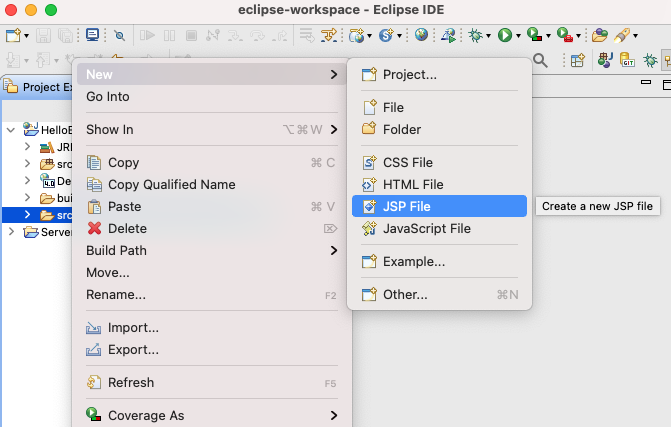 eclipse-workspace - Eclipse IDE
Project Ex
HelloB
JRE
src
De
bui
src
Server
New
Go Into
Show In ⌥⌘W
Copy ⌘C
Copy Qualified Name
Paste ⌘V
Delete ⌦
Build Path
Move...
Rename... F2
Import...
Export...
Refresh F5
Coverage As
Project...
File
Folder
CSS File
HTML File
JSP File
JavaScript File
Example...
Other... ⌘N
Create a new JSP file